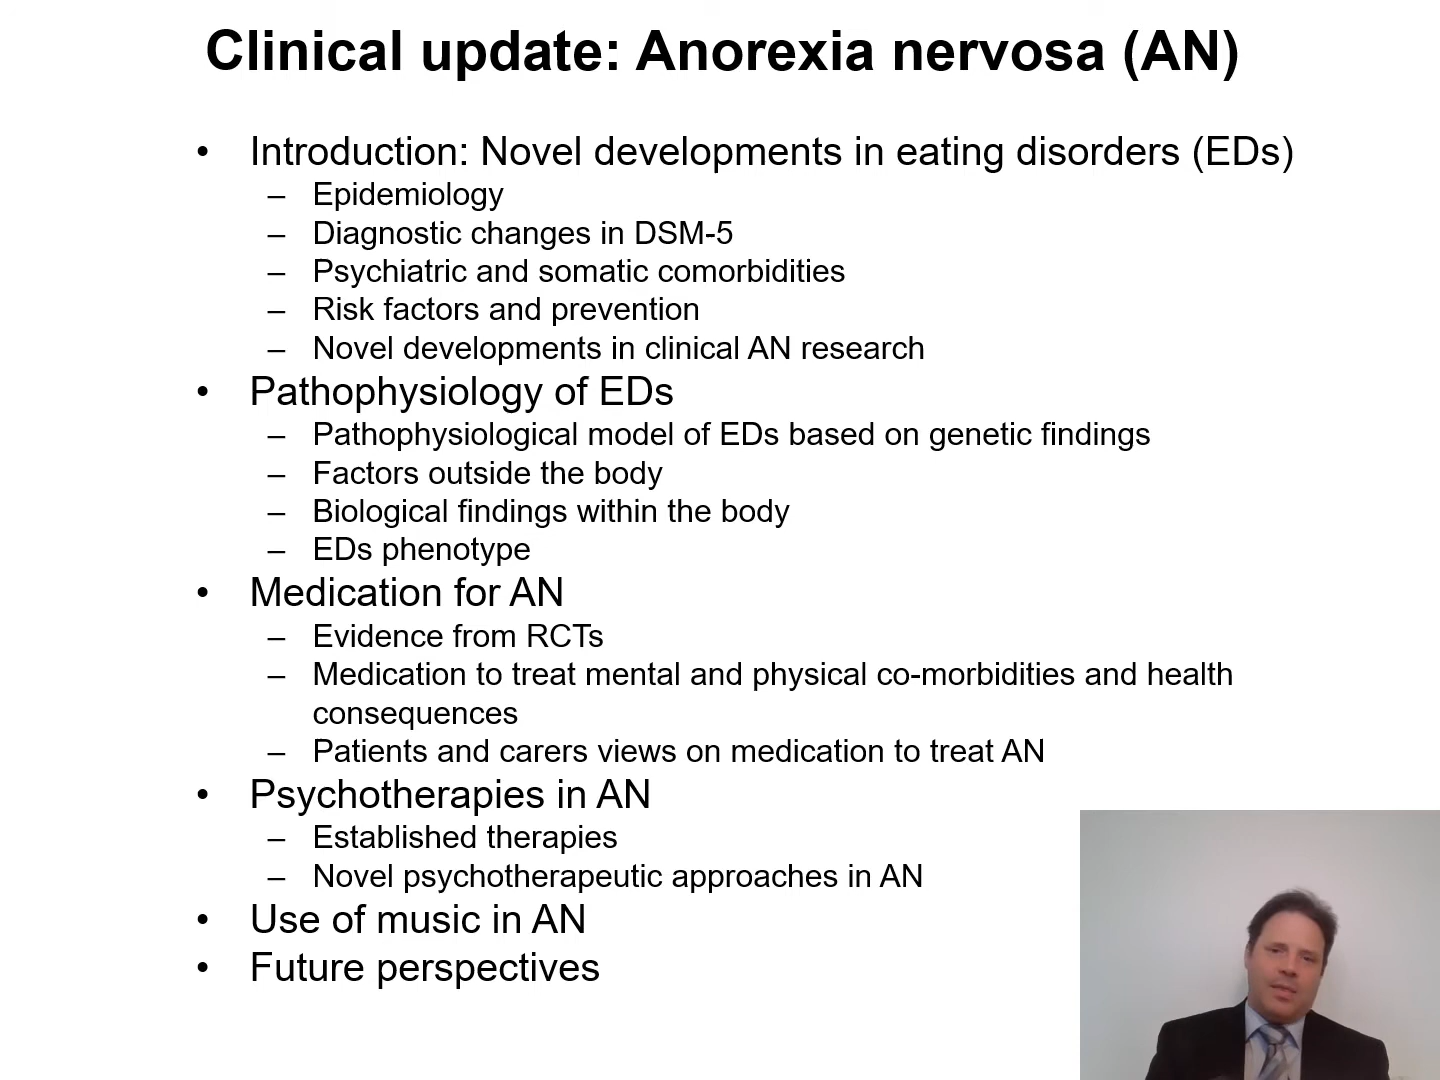 Clinical update: Anorexia nervosa (AN)
• Introduction: Novel developments in eating disorders (EDs)
– Epidemiology
– Diagnostic changes in DSM-5
– Psychiatric and somatic comorbidities
– Risk factors and prevention
– Novel developments in clinical AN research
• Pathophysiology of EDs
– Pathophysiological model of EDs based on genetic findings
– Factors outside the body
– Biological findings within the body
– EDs phenotype
• Medication for AN
– Evidence from RCTs
– Medication to treat mental and physical co-morbidities and health
consequences
– Patients and carers views on medication to treat AN
• Psychotherapies in AN
– Established therapies
– Novel psychotherapeutic approaches in AN
• Use of music in AN
• Future perspectives